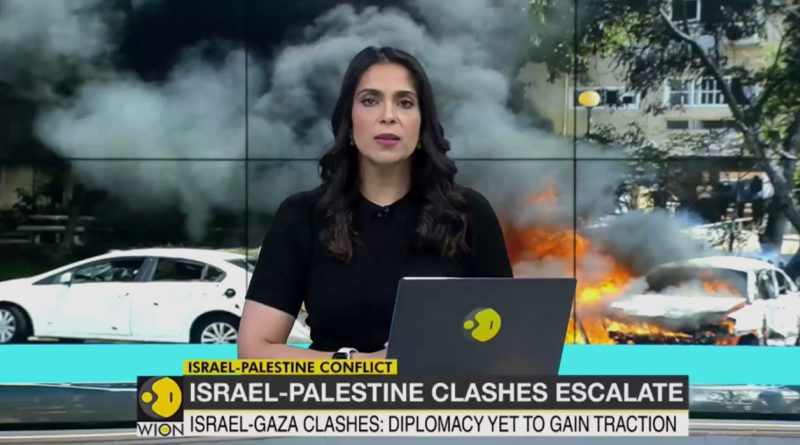 ISRAEL-PALESTINE CONFLICT
ISRAEL-PALESTINE CLASHES ESCALATE
WION
ISRAEL-GAZA CLASHES: DIPLOMACY YET TO GAIN TRACTION